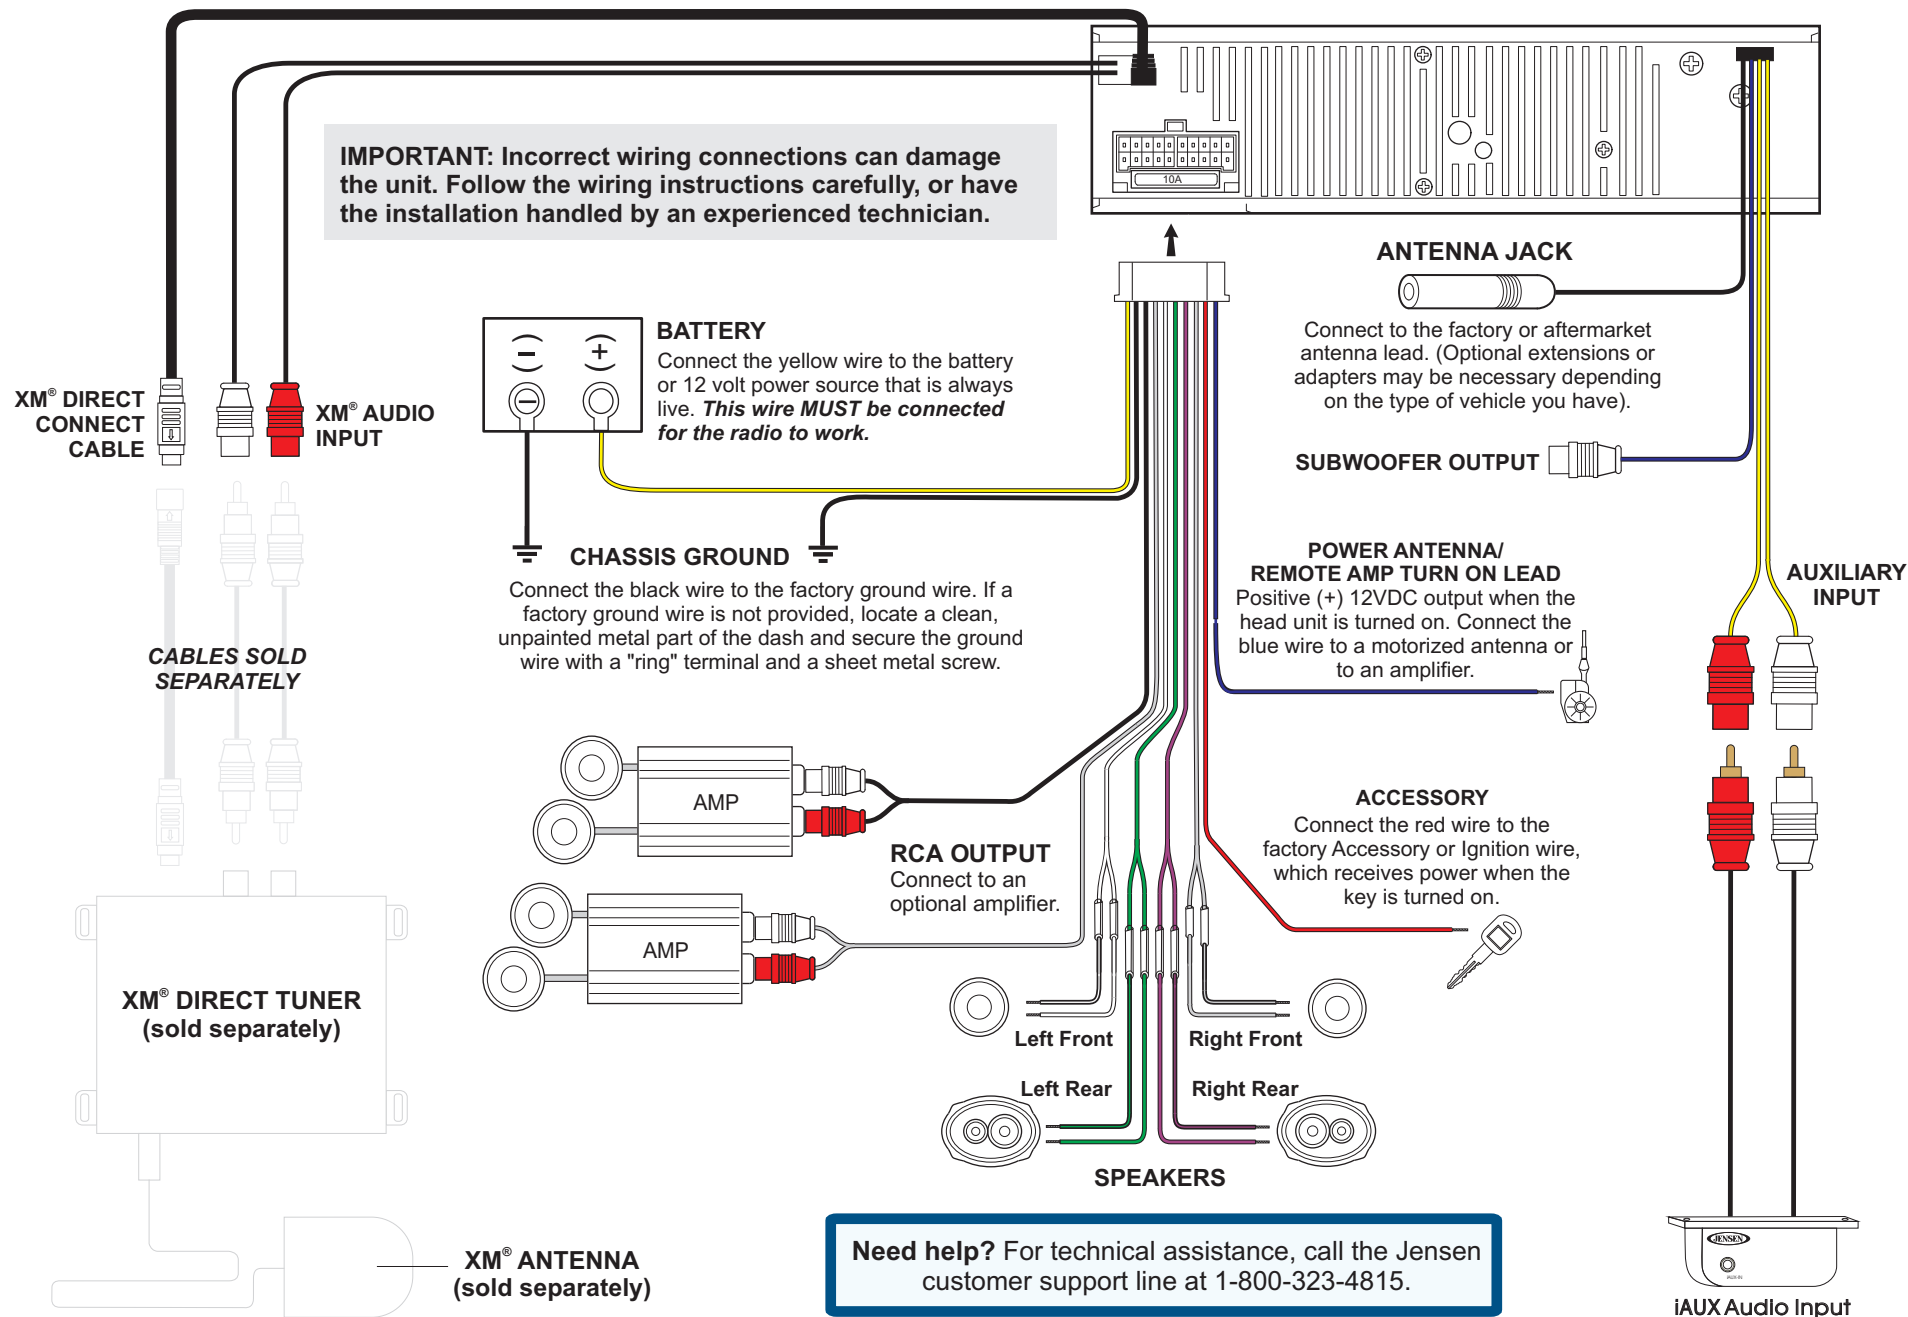 IMPORTANT: Incorrect wiring connections can damage
the unit. Follow the wiring instructions carefully, or have
the installation handled by an experienced technician.
10A
ANTENNA JACK
Connect to the factory or aftermarket
antenna lead. (Optional extensions or
adapters may be necessary depending
on the type of vehicle you have).
BATTERY
Connect the yellow wire to the battery
or 12 volt power source that is always
live. This wire MUST be connected
for the radio to work.
(-)
(+)
XM® DIRECT
CONNECT
CABLE
XM® AUDIO
INPUT
SUBWOOFER OUTPUT
CHASSIS GROUND
Connect the black wire to the factory ground wire. If a
factory ground wire is not provided, locate a clean,
unpainted metal part of the dash and secure the ground
wire with a "ring" terminal and a sheet metal screw.
POWER ANTENNA/
REMOTE AMP TURN ON LEAD
Positive (+) 12VDC output when the
head unit is turned on. Connect the
blue wire to a motorized antenna or
to an amplifier.
AUXILIARY
INPUT
CABLES SOLD
SEPARATELY
AMP
RCA OUTPUT
Connect to an
optional amplifier.
AMP
ACCESSORY
Connect the red wire to the
factory Accessory or Ignition wire,
which receives power when the
key is turned on.
XM® DIRECT TUNER
(sold separately)
Left Front
Right Front
Left Rear
Right Rear
SPEAKERS
XM® ANTENNA
(sold separately)
Need help? For technical assistance, call the Jensen
customer support line at 1-800-323-4815.
JENSEN
iAUX-IN
iAUX Audio Input